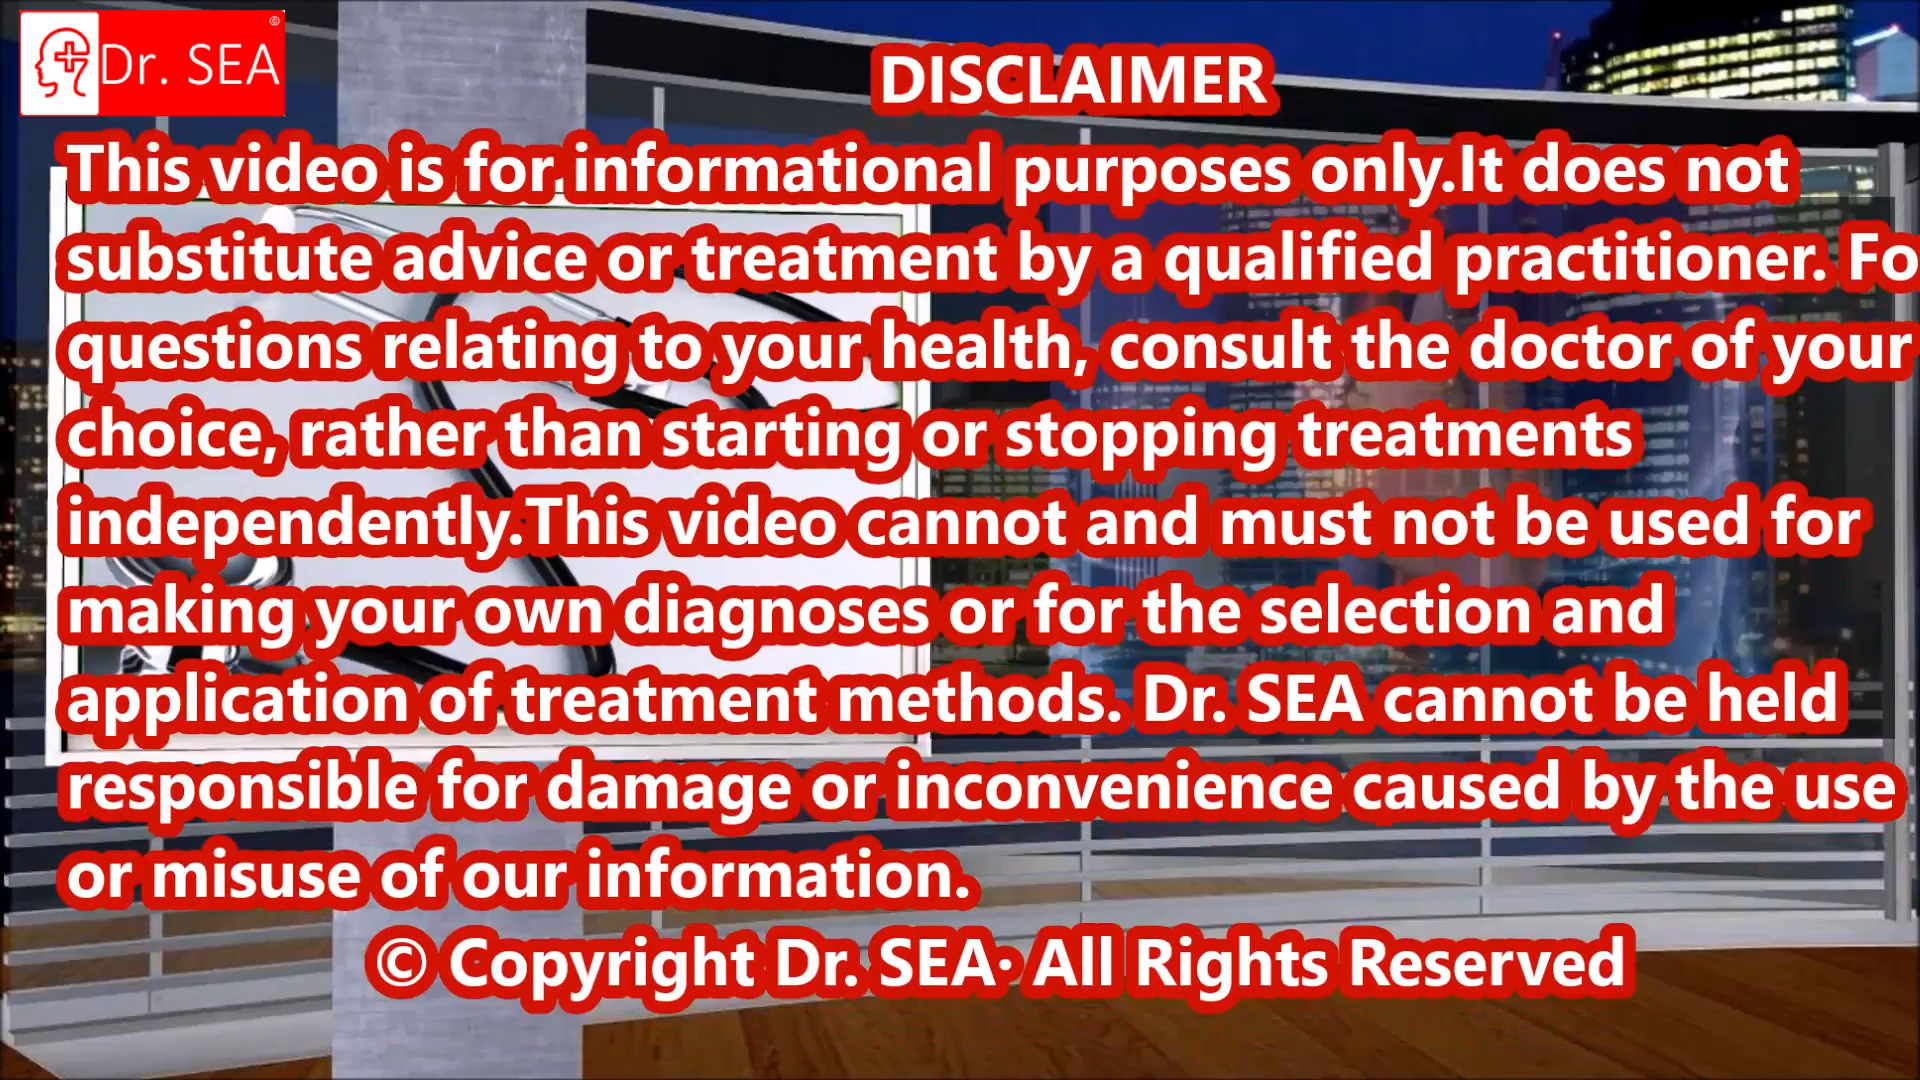 ©
Dr. SEA
DISCLAIMER
This video is for informational purposes only.It does not
substitute advice or treatment by a qualified practitioner. Fo
questions relating to your health, consult the doctor of your
choice, rather than starting or stopping treatments
independently.This video cannot and must not be used for
making your own diagnoses or for the selection and
application of treatment methods. Dr. SEA cannot be held
responsible for damage or inconvenience caused by the use
or misuse of our information.
© Copyright Dr. SEA· All Rights Reserved